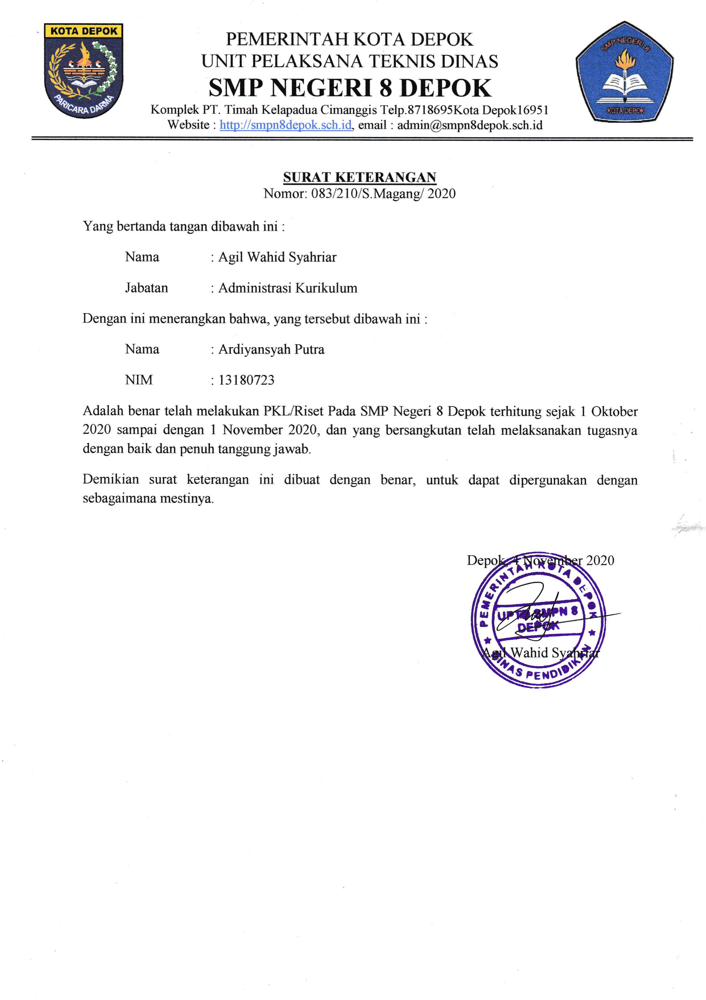 KOTA DEPOK
PARICARA DARMA
PEMERINTAH KOTA DEPOK
UNIT PELAKSANA TEKNIS DINAS
SMP NEGERI 8 DEPOK
Komplek PT. Timah Kelapadua Cimanggis Telp.8718695Kota Depok16951
Website : http://smpn8depok.sch.id, email : admin@smpn8depok.sch.id
SMP NEGERI 8
KOTA DEPOK
SURAT KETERANGAN
Nomor: 083/210/S.Magang/ 2020
Yang bertanda tangan dibawah ini :
Nama : Agil Wahid Syahriar
Jabatan : Administrasi Kurikulum
Dengan ini menerangkan bahwa, yang tersebut dibawah ini :
Nama : Ardiyansyah Putra
NIM : 13180723
Adalah benar telah melakukan PKL/Riset Pada SMP Negeri 8 Depok terhitung sejak 1 Oktober
2020 sampai dengan 1 November 2020, dan yang bersangkutan telah melaksanakan tugasnya
dengan baik dan penuh tanggung jawab.
Demikian surat keterangan ini dibuat dengan benar, untuk dapat dipergunakan dengan
sebagaimana mestinya.
Depok, 4 November 2020
PEMERINTAH KOTA DEPOK
UPTD SMPN 8
DEPOK
Agil Wahid Syahriar
DINAS PENDIDIKAN